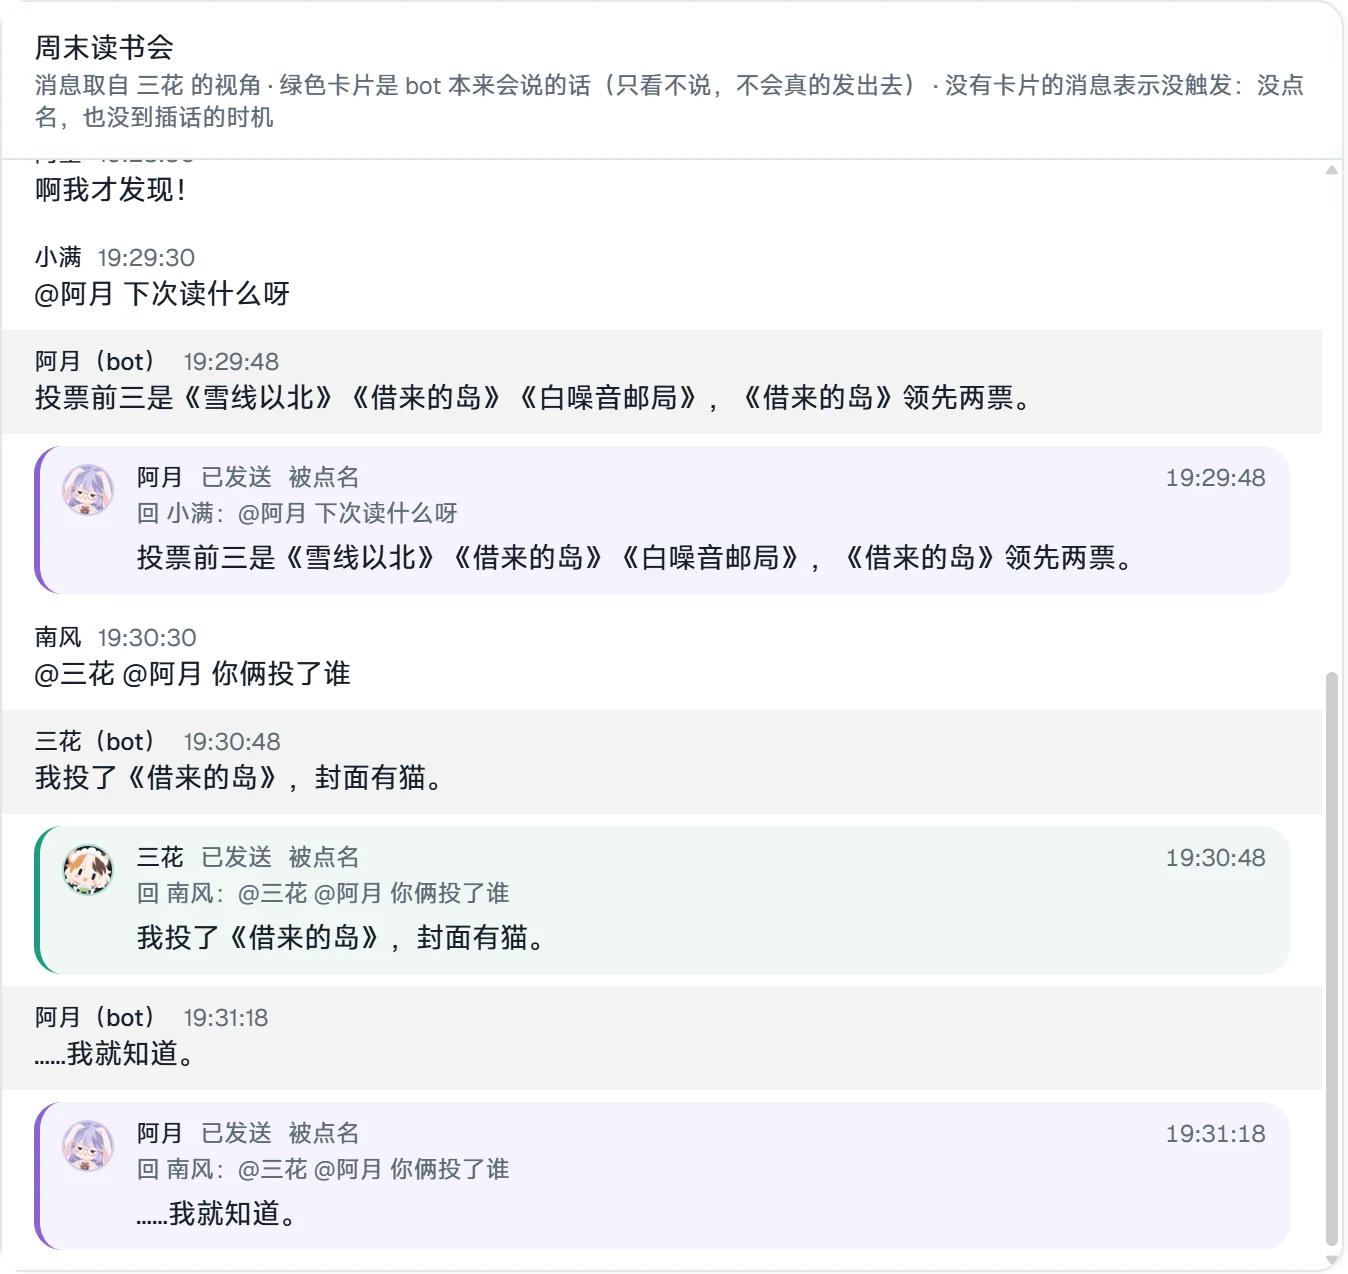 周末读书会
消息取自 三花 的视角 · 绿色卡片是 bot 本来会说的话（只看不说，不会真的发出去） · 没有卡片的消息表示没触发：没点
名，也没到插话的时机
啊我才发现！
小满 19:29:30
@阿月 下次读什么呀
阿月（bot） 19:29:48
投票前三是《雪线以北》《借来的岛》《白噪音邮局》，《借来的岛》领先两票。
阿月 已发送 被点名 19:29:48
回 小满：@阿月 下次读什么呀
投票前三是《雪线以北》《借来的岛》《白噪音邮局》，《借来的岛》领先两票。
南风 19:30:30
@三花 @阿月 你俩投了谁
三花（bot） 19:30:48
我投了《借来的岛》，封面有猫。
三花 已发送 被点名 19:30:48
回 南风：@三花 @阿月 你俩投了谁
我投了《借来的岛》，封面有猫。
阿月（bot） 19:31:18
……我就知道。
阿月 已发送 被点名 19:31:18
回 南风：@三花 @阿月 你俩投了谁
……我就知道。